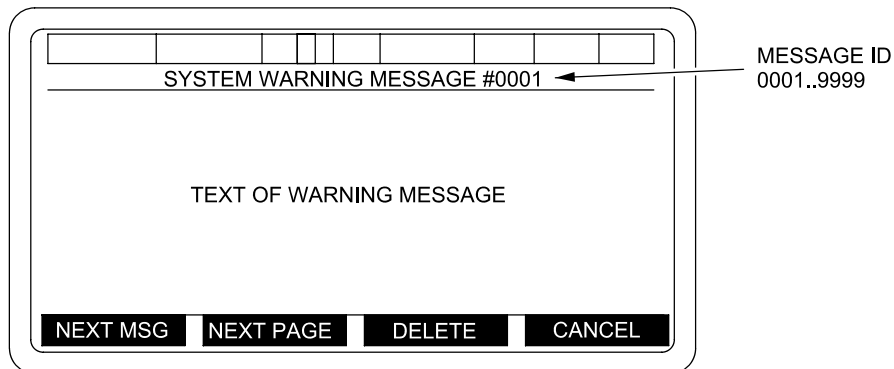 SYSTEM WARNING MESSAGE #0001
MESSAGE ID
0001..9999
TEXT OF WARNING MESSAGE
NEXT MSG NEXT PAGE DELETE CANCEL